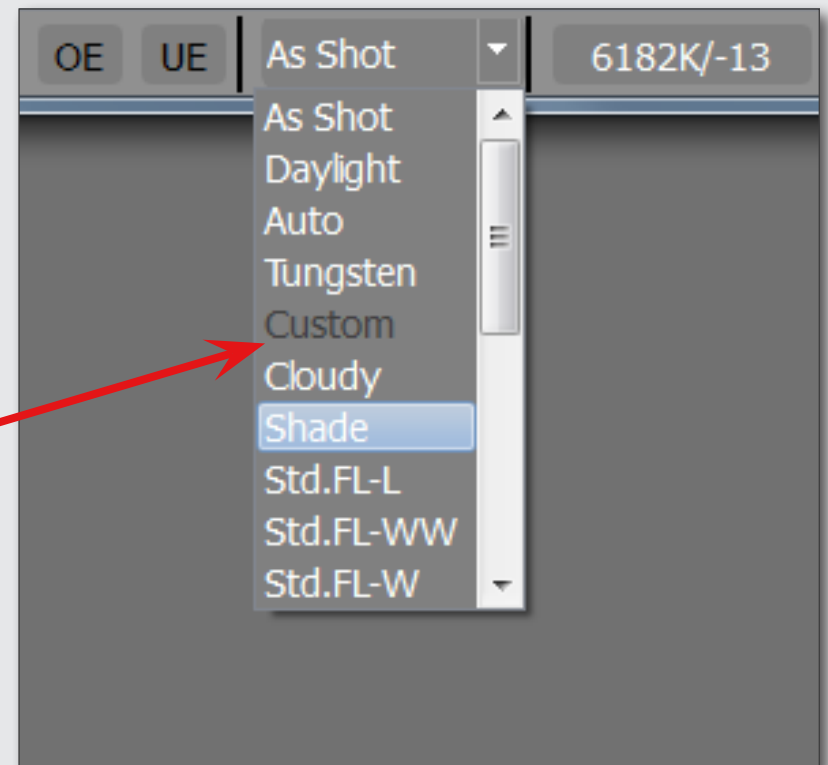 OE UE As Shot 6182K/-13
As Shot
Daylight
Auto
Tungsten
Custom
Cloudy
Shade
Std.FL-L
Std.FL-WW
Std.FL-W